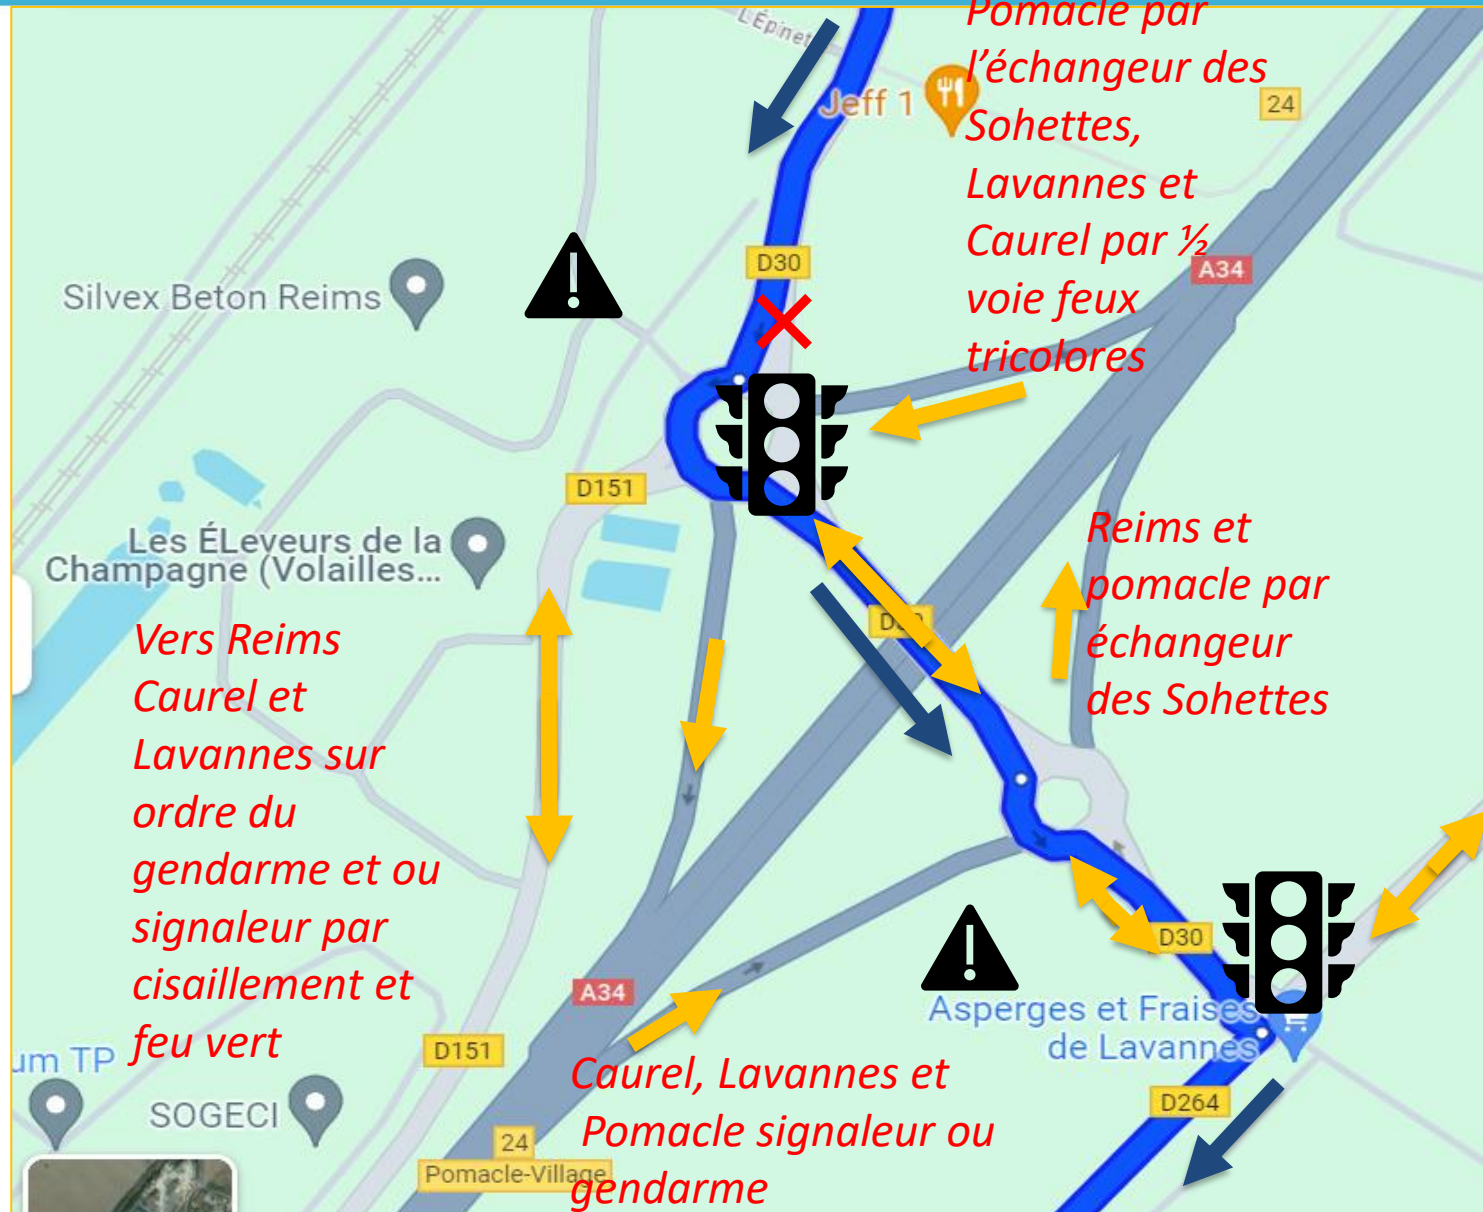 L'Épinet
Pomacle par
l'échangeur des
Sohettes,
Lavannes et
Caurel par ½
voie feux
tricolores
Jeff 1
24
D30
A34
Silvex Beton Reims
D151
Les ÉLeveurs de la
Champagne (Volailles...
Reims et
pomacle par
échangeur
des Sohettes
Vers Reims
Caurel et
Lavannes sur
ordre du
gendarme et ou
signaleur par
cisaillement et
feu vert
D30
A34
Asperges et Fraises
de Lavannes
D151
um TP
SOGECI
Caurel, Lavannes et
Pomacle signaleur ou
gendarme
D264
24
Pomacle-Village